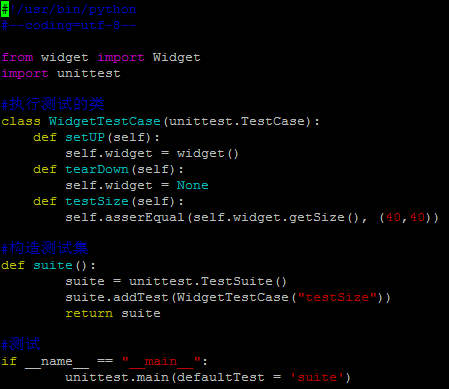 #!/usr/bin/python
#--coding=utf-8--
from widget import Widget
import unittest
#执行测试的类
class WidgetTestCase(unittest.TestCase):
    def setUP(self):
        self.widget = widget()
    def tearDown(self):
        self.widget = None
    def testSize(self):
        self.asserEqual(self.widget.getSize(), (40,40))
#构造测试集
def suite():
        suite = unittest.TestSuite()
        suite.addTest(WidgetTestCase("testSize"))
        return suite
#测试
if __name__ == "__main__":
        unittest.main(defaultTest = 'suite')